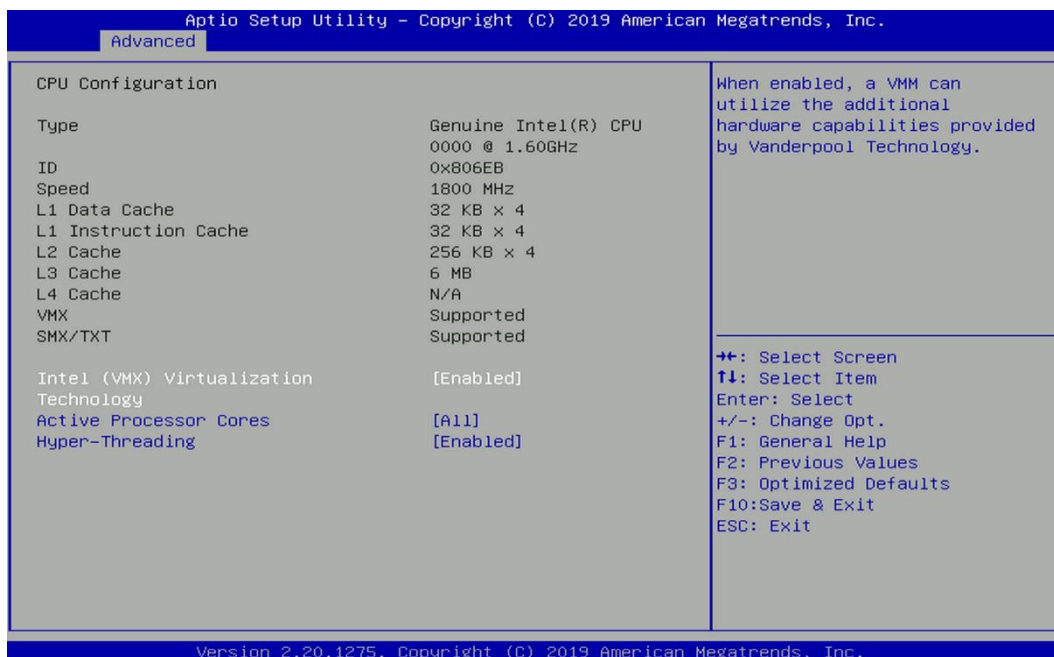 Aptio Setup Utility – Copyright (C) 2019 American Megatrends, Inc.
Advanced
CPU Configuration
Type Genuine Intel(R) CPU
0000 @ 1.60GHz
ID 0x806EB
Speed 1800 MHz
L1 Data Cache 32 KB x 4
L1 Instruction Cache 32 KB x 4
L2 Cache 256 KB x 4
L3 Cache 6 MB
L4 Cache N/A
VMX Supported
SMX/TXT Supported
Intel (VMX) Virtualization [Enabled]
Technology
Active Processor Cores [All]
Hyper-Threading [Enabled]
When enabled, a VMM can
utilize the additional
hardware capabilities provided
by Vanderpool Technology.
→←: Select Screen
↑↓: Select Item
Enter: Select
+/-: Change Opt.
F1: General Help
F2: Previous Values
F3: Optimized Defaults
F10:Save & Exit
ESC: Exit
Version 2.20.1275. Copyright (C) 2019 American Megatrends, Inc.